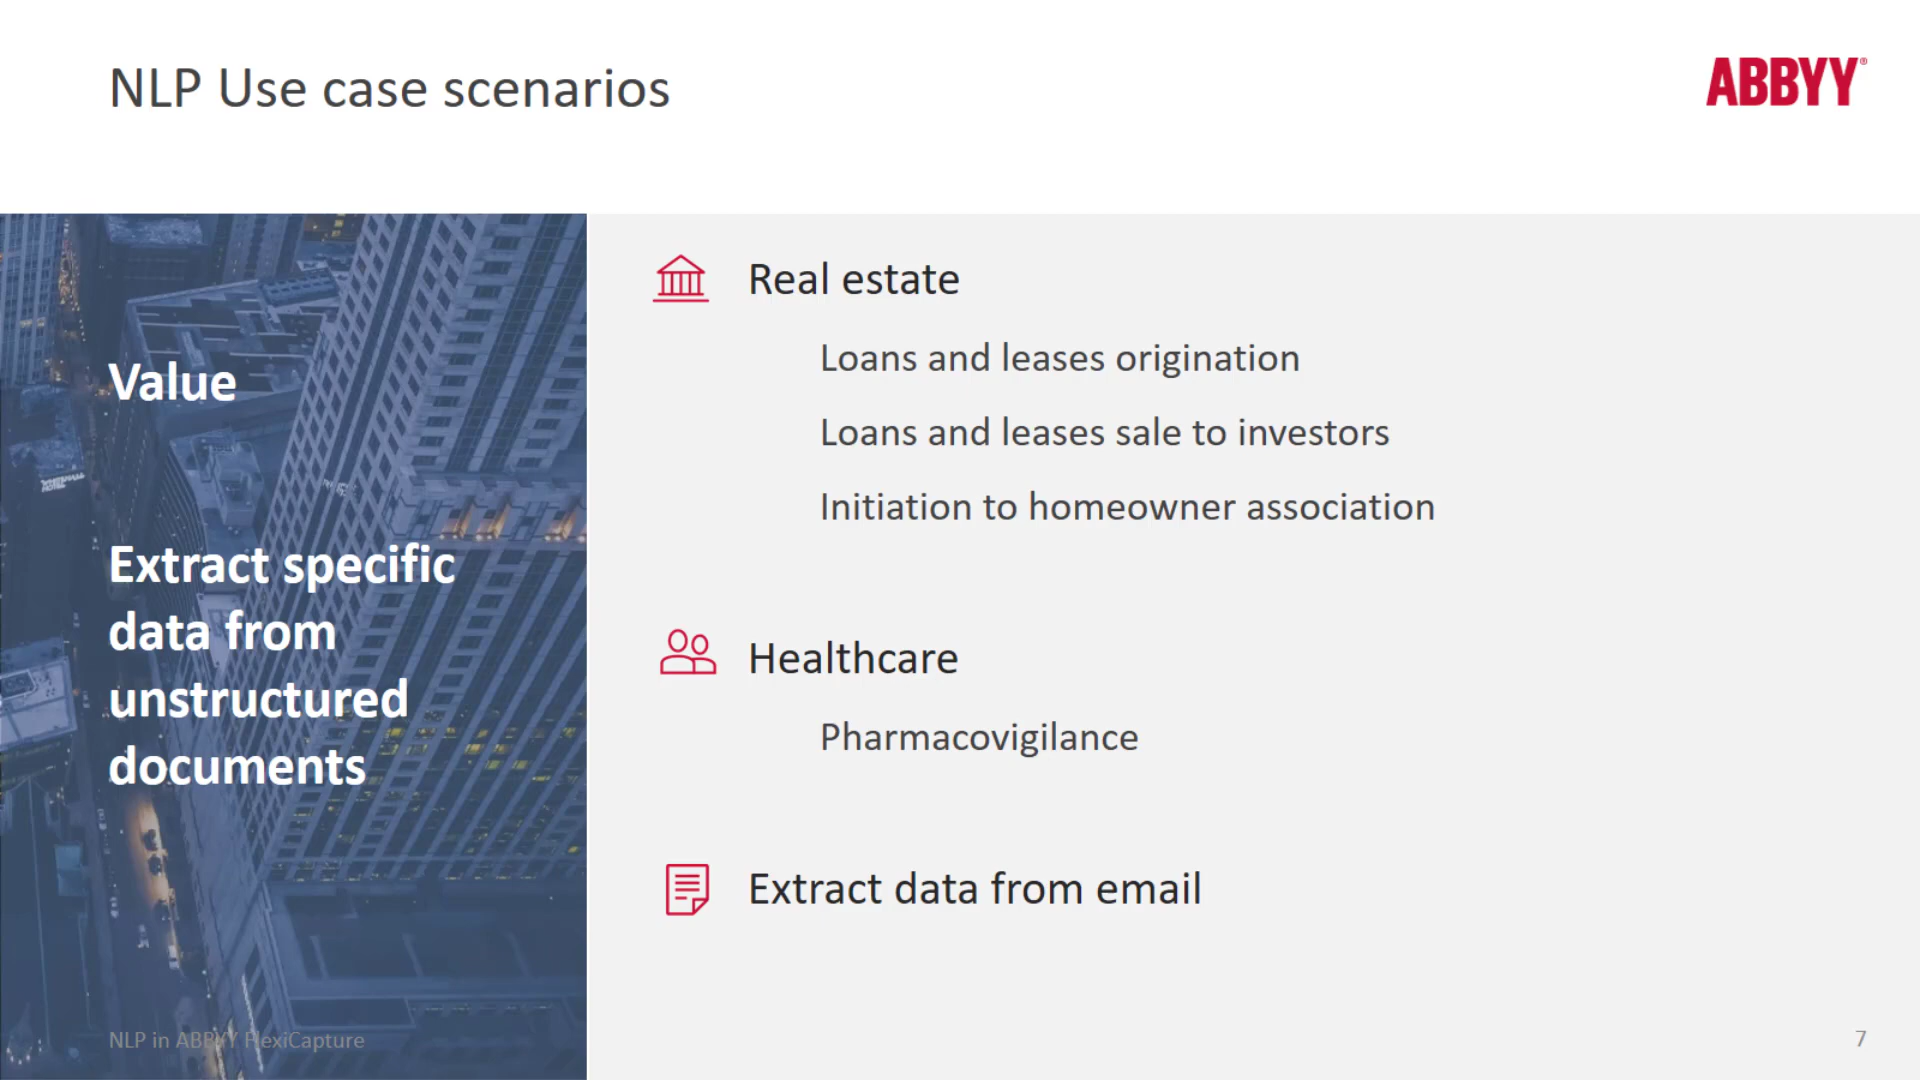 NLP Use case scenarios
ABBYY®
Value
Extract specific
data from
unstructured
documents
Real estate
Loans and leases origination
Loans and leases sale to investors
Initiation to homeowner association
Healthcare
Pharmacovigilance
Extract data from email
NLP in ABBYY FlexiCapture
7